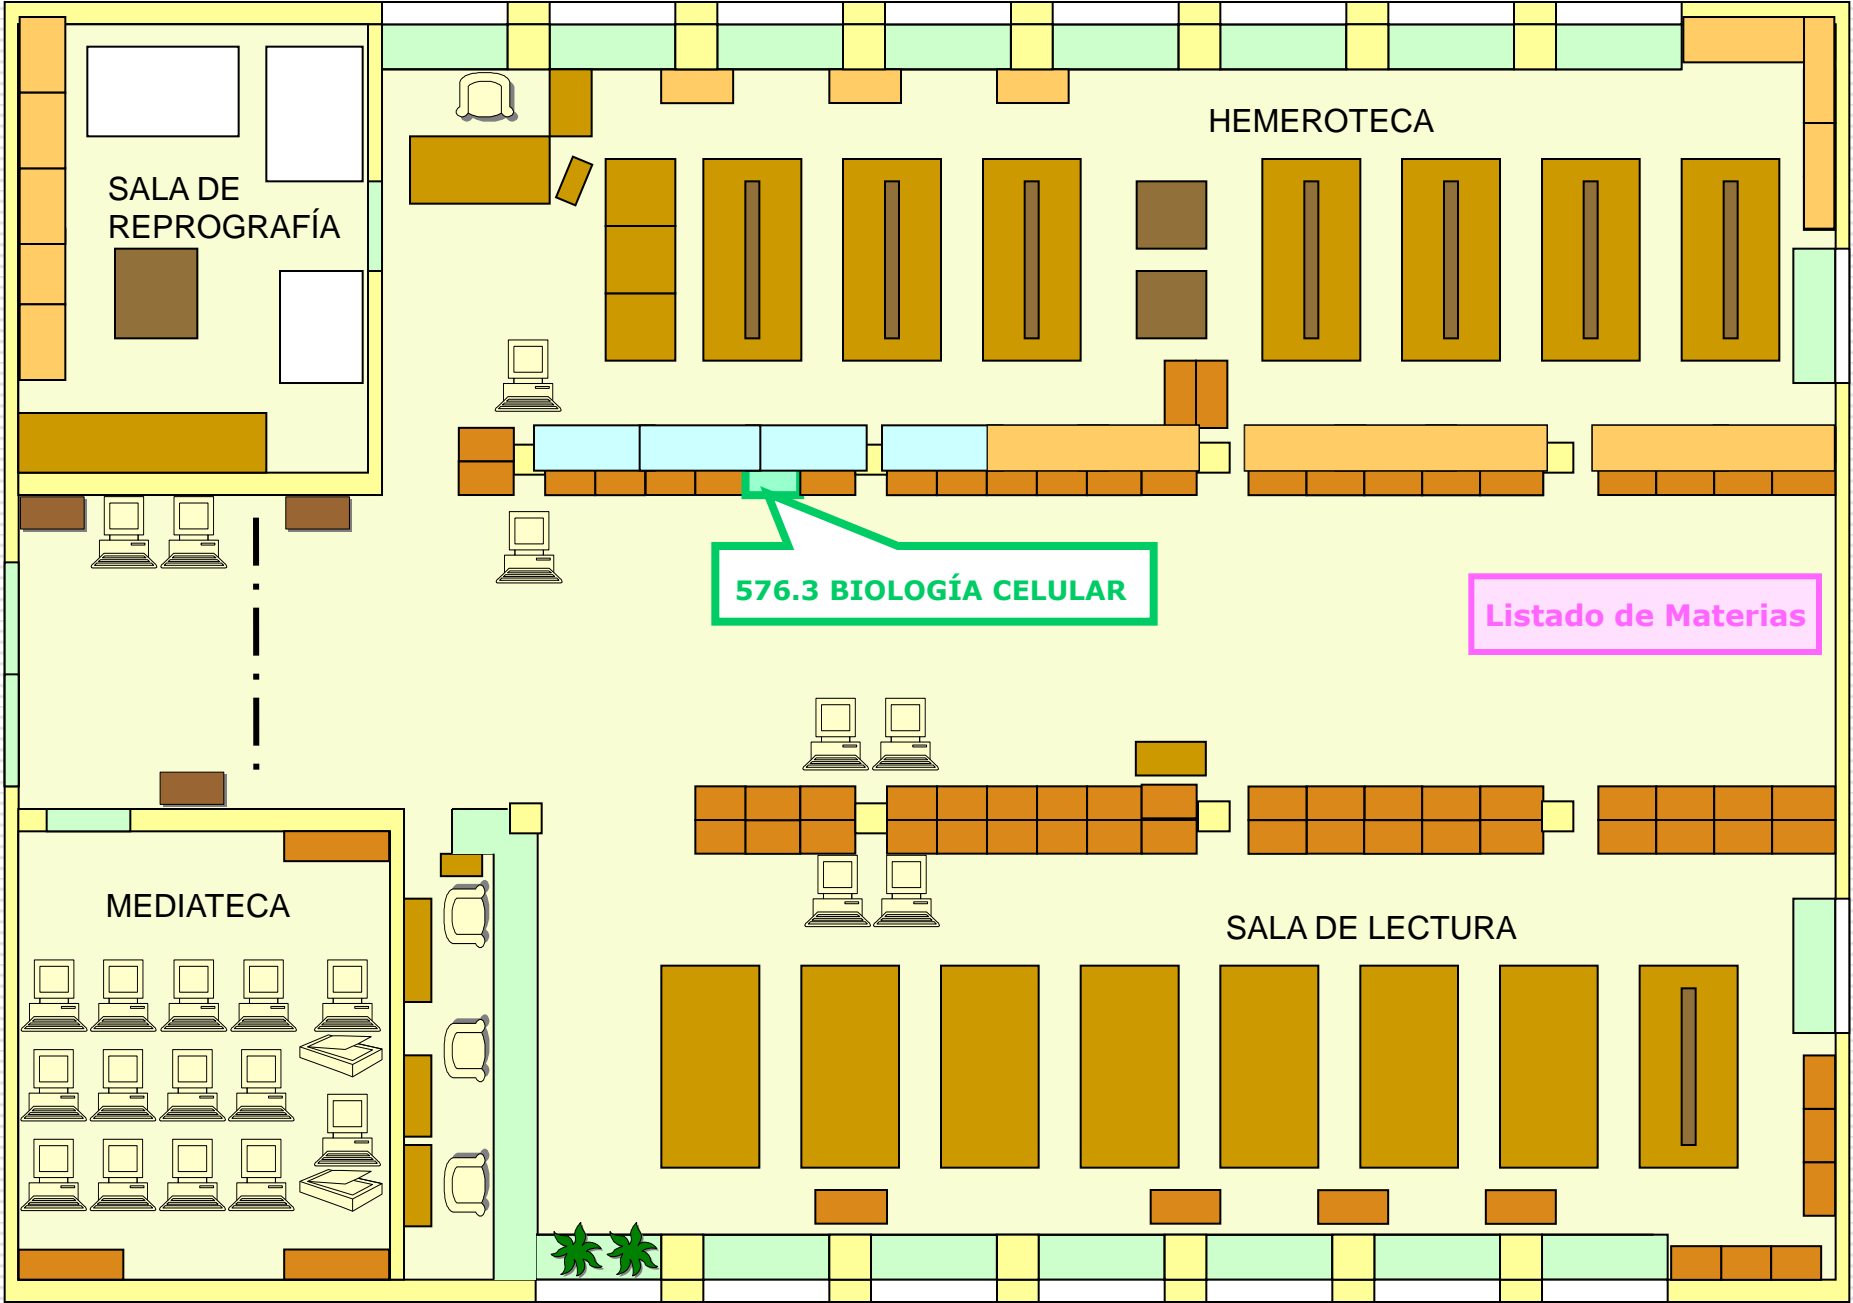 HEMEROTECA
SALA DE
REPROGRAFÍA
576.3 BIOLOGÍA CELULAR
Listado de Materias
MEDIATECA
SALA DE LECTURA